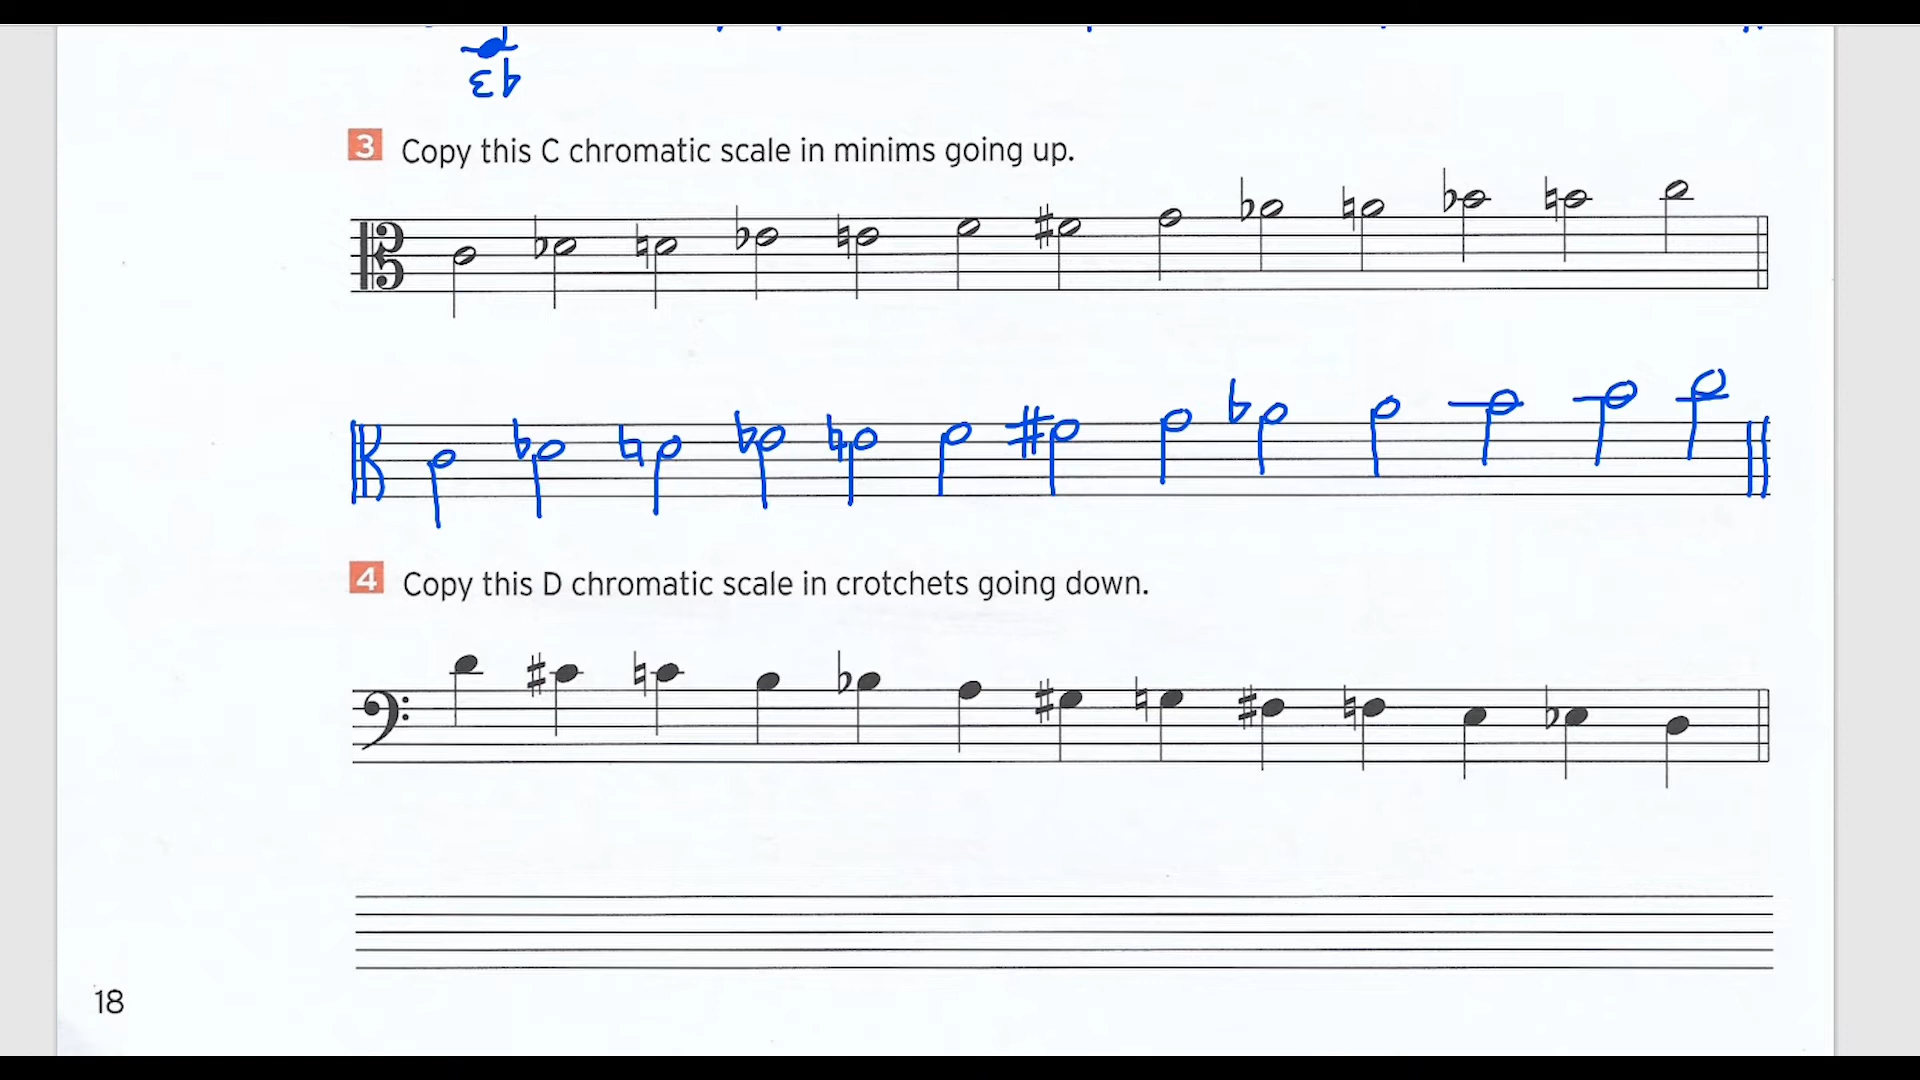 43
3 Copy this C chromatic scale in minims going up.
4 Copy this D chromatic scale in crotchets going down.
18